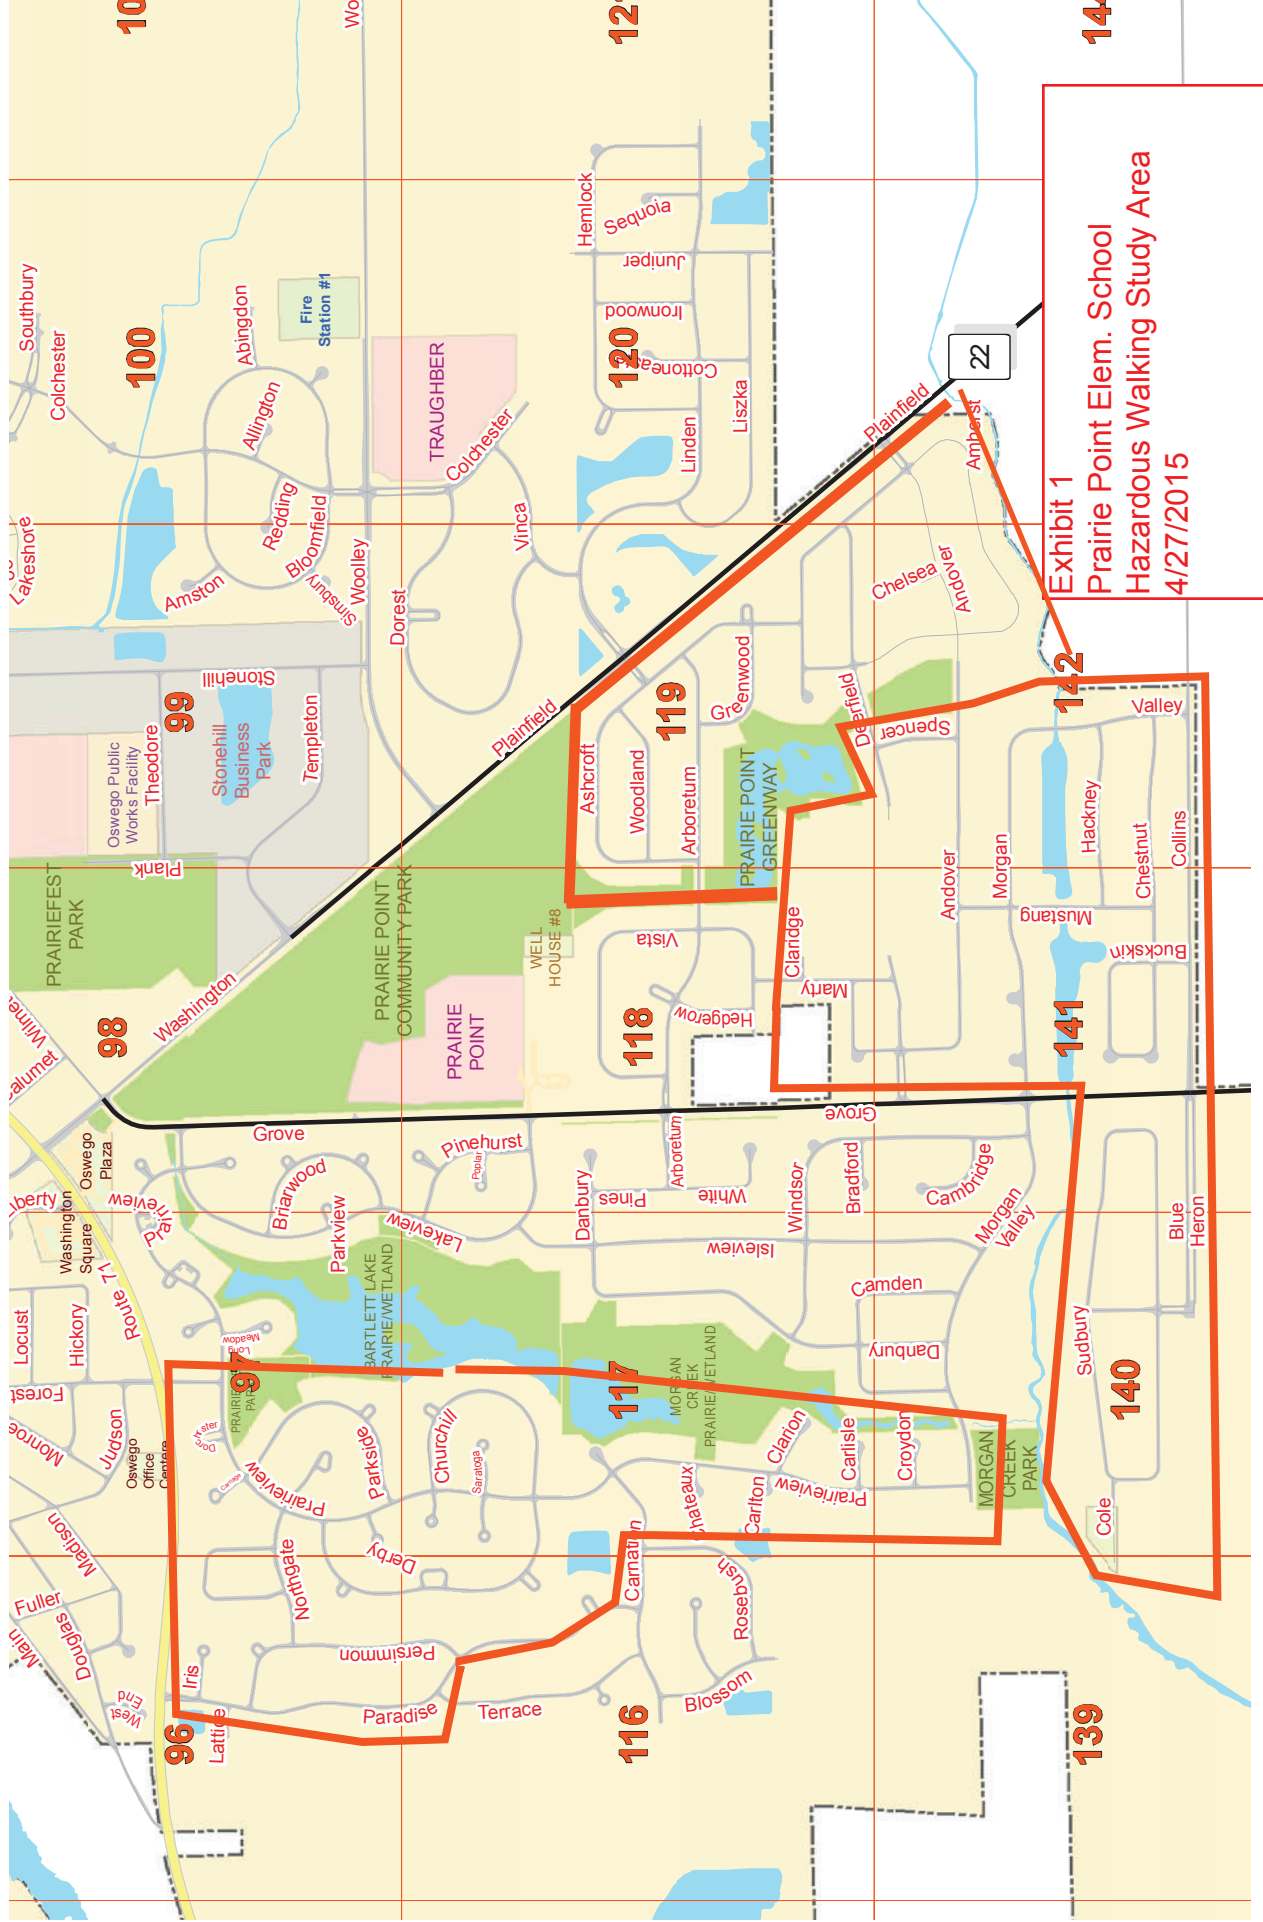 Southbury
Colchester
100
Abingdon
Fire
Station #1
Allington
TRAUGHBER
Colchester
Redding
Bloomfield
Simsbury
Woolley
Amston
Lakeshore
Dorest
Vinca
Hemlock
Sequoia
Juniper
Ironwood
120
Linden
Liszka
Plainfield
22
Amherst
Exhibit 1
Prairie Point Elem. School
Hazardous Walking Study Area
4/27/2015
Stonehill
99
Oswego Public
Works Facility
Theodore
Stonehill
Business
Park
Templeton
Plank
PRAIRIEFEST
PARK
Plainfield
Ashcroft
Woodland
119
Arboretum
Greenwood
PRAIRIE POINT
GREENWAY
Deerfield
Chelsea
Andover
Spencer
142
Valley
Hackney
Chestnut
Collins
Andover
Morgan
Mustang
Buckskin
141
PRAIRIE POINT
COMMUNITY PARK
WELL
HOUSE #8
Vista
Claridge
Marty
Hedgerow
118
PRAIRIE
POINT
Washington
98
Grove
Grove
Oswego
Plaza
Washington
Square
Prairieview
Briarwood
Parkview
Pinehurst
Poplar
Lakeview
Danbury
Pines
Arboretum
White
Windsor
Bradford
Cambridge
Morgan
Valley
Isleview
Camden
Danbury
Blue
Heron
Sudbury
140
Cole
Route 71
Locust
Hickory
Forest
Monroe
Judson
Oswego
Office
Centere
Long
Meadow
97
BARTLETT LAKE
PRAIRIE/WETLAND
117
MORGAN
CREEK
PRAIRIE/WETLAND
MORGAN
CREEK
PARK
Carriage
Prairieview
Parkside
Churchill
Saratoga
Derby
Northgate
Chateaux
Clarion
Carlton
Prairieview
Carlisle
Croydon
Carnation
Rosebush
Blossom
Madison
Fuller
Main
Douglas
West
End
Iris
Lattice
96
Persimmon
Paradise
Terrace
116
139